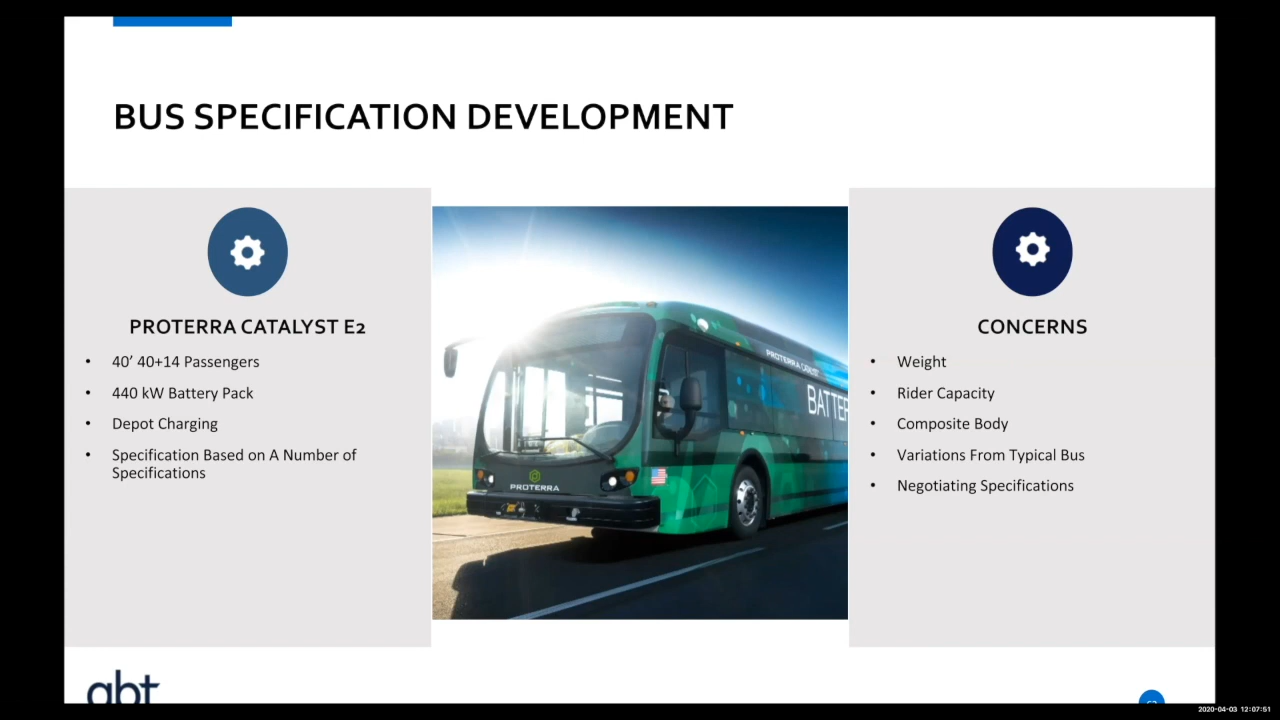 BUS SPECIFICATION DEVELOPMENT
PROTERRA CATALYST E2
• 40’ 40+14 Passengers
• 440 kW Battery Pack
• Depot Charging
• Specification Based on A Number of
Specifications
PROTERRA
BATTER
CONCERNS
• Weight
• Rider Capacity
• Composite Body
• Variations From Typical Bus
• Negotiating Specifications
abt
2020-04-03 12:07:51